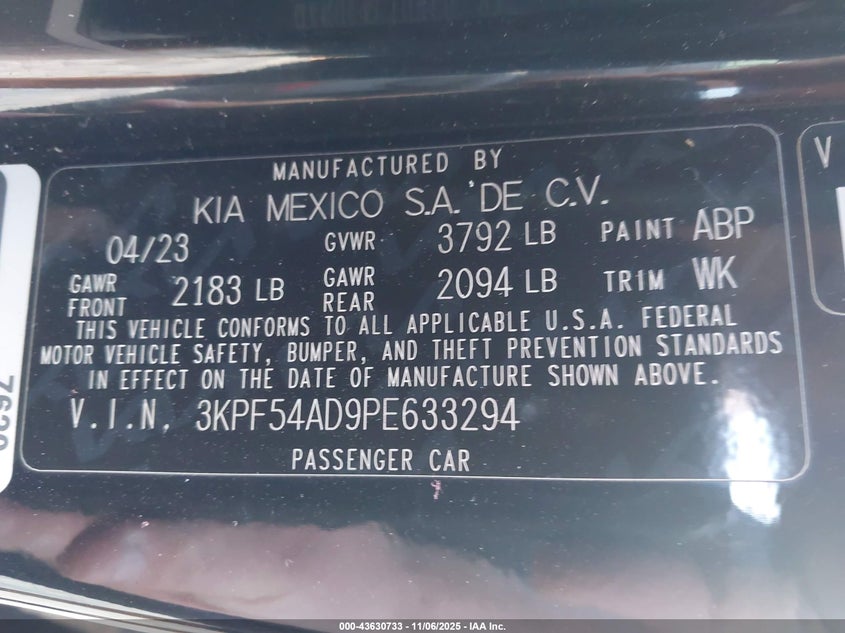 MANUFACTURED BY
KIA MEXICO S.A. DE C.V.
04/23 GVWR 3792 LB PAINT ABP
GAWR FRONT 2183 LB GAWR REAR 2094 LB TRIM WK
THIS VEHICLE CONFORMS TO ALL APPLICABLE U.S.A. FEDERAL
MOTOR VEHICLE SAFETY, BUMPER, AND THEFT PREVENTION STANDARDS
IN EFFECT ON THE DATE OF MANUFACTURE SHOWN ABOVE.
V.I.N. 3KPF54AD9PE633294
PASSENGER CAR
V
000-43630733 - 11/06/2025 - IAA Inc.